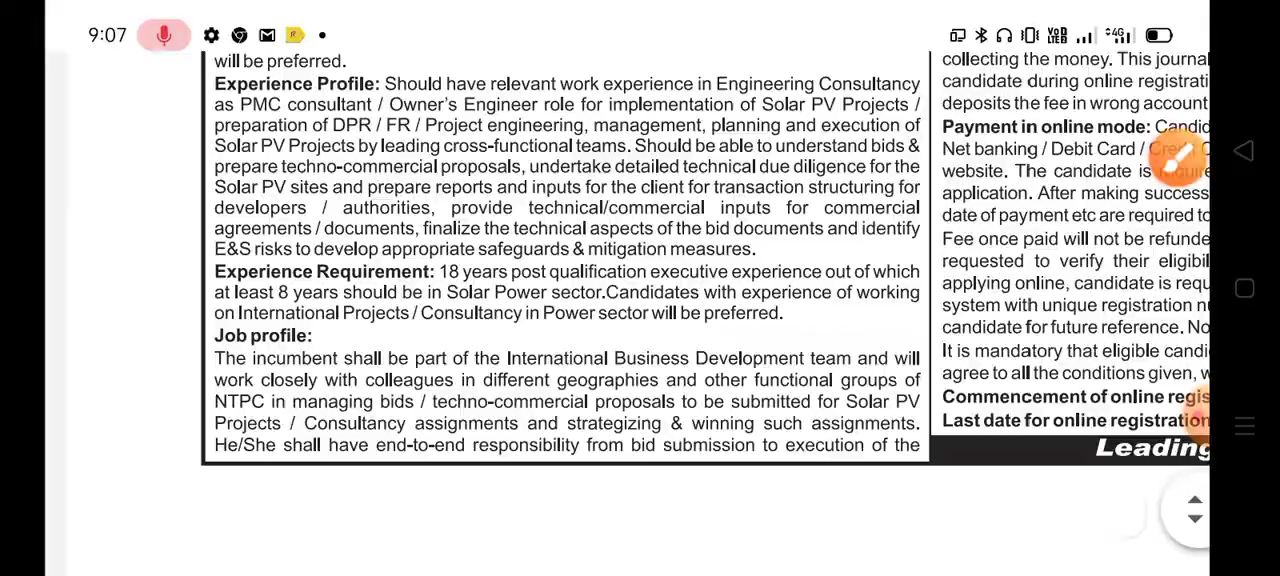 9:07
will be preferred.
Experience Profile: Should have relevant work experience in Engineering Consultancy
as PMC consultant / Owner's Engineer role for implementation of Solar PV Projects /
preparation of DPR / FR / Project engineering, management, planning and execution of
Solar PV Projects by leading cross-functional teams. Should be able to understand bids &
prepare techno-commercial proposals, undertake detailed technical due diligence for the
Solar PV sites and prepare reports and inputs for the client for transaction structuring for
developers / authorities, provide technical/commercial inputs for commercial
agreements / documents, finalize the technical aspects of the bid documents and identify
E&S risks to develop appropriate safeguards & mitigation measures.
Experience Requirement: 18 years post qualification executive experience out of which
at least 8 years should be in Solar Power sector.Candidates with experience of working
on International Projects / Consultancy in Power sector will be preferred.
Job profile:
The incumbent shall be part of the International Business Development team and will
work closely with colleagues in different geographies and other functional groups of
NTPC in managing bids / techno-commercial proposals to be submitted for Solar PV
Projects / Consultancy assignments and strategizing & winning such assignments.
He/She shall have end-to-end responsibility from bid submission to execution of the
collecting the money. This journal
candidate during online registrati
deposits the fee in wrong account
Payment in online mode: Candid
Net banking / Debit Card /
website. The candidate is
application. After making success
date of payment etc are required to
Fee once paid will not be refunde
requested to verify their eligibil
applying online, candidate is requ
system with unique registration n
candidate for future reference. No
It is mandatory that eligible candi
agree to all the conditions given, w
Commencement of online regis
Last date for online registration
Leading